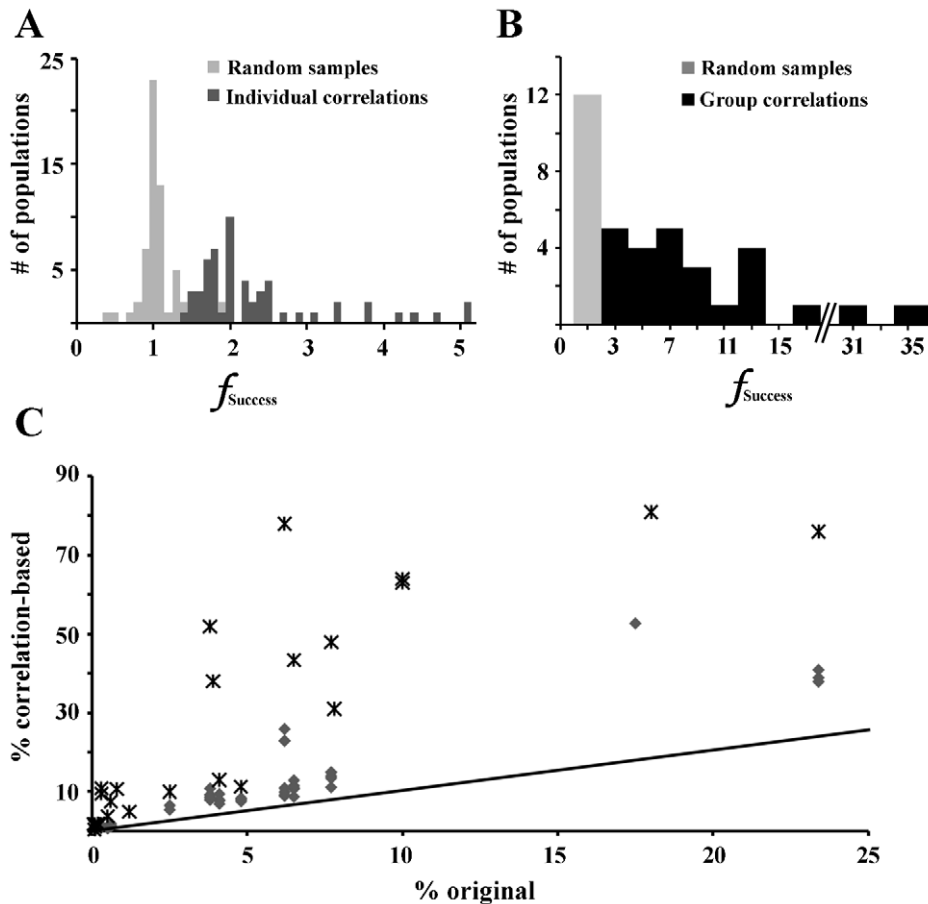 A
25
15
5
# of populations
Random samples
Individual correlations
0 1 2 3 4 5
fSuccess
B
12
8
4
# of populations
Random samples
Group correlations
0 3 7 11 15 31 35
fSuccess
C
90
70
50
30
10
% correlation-based
0 5 10 15 20 25
% original